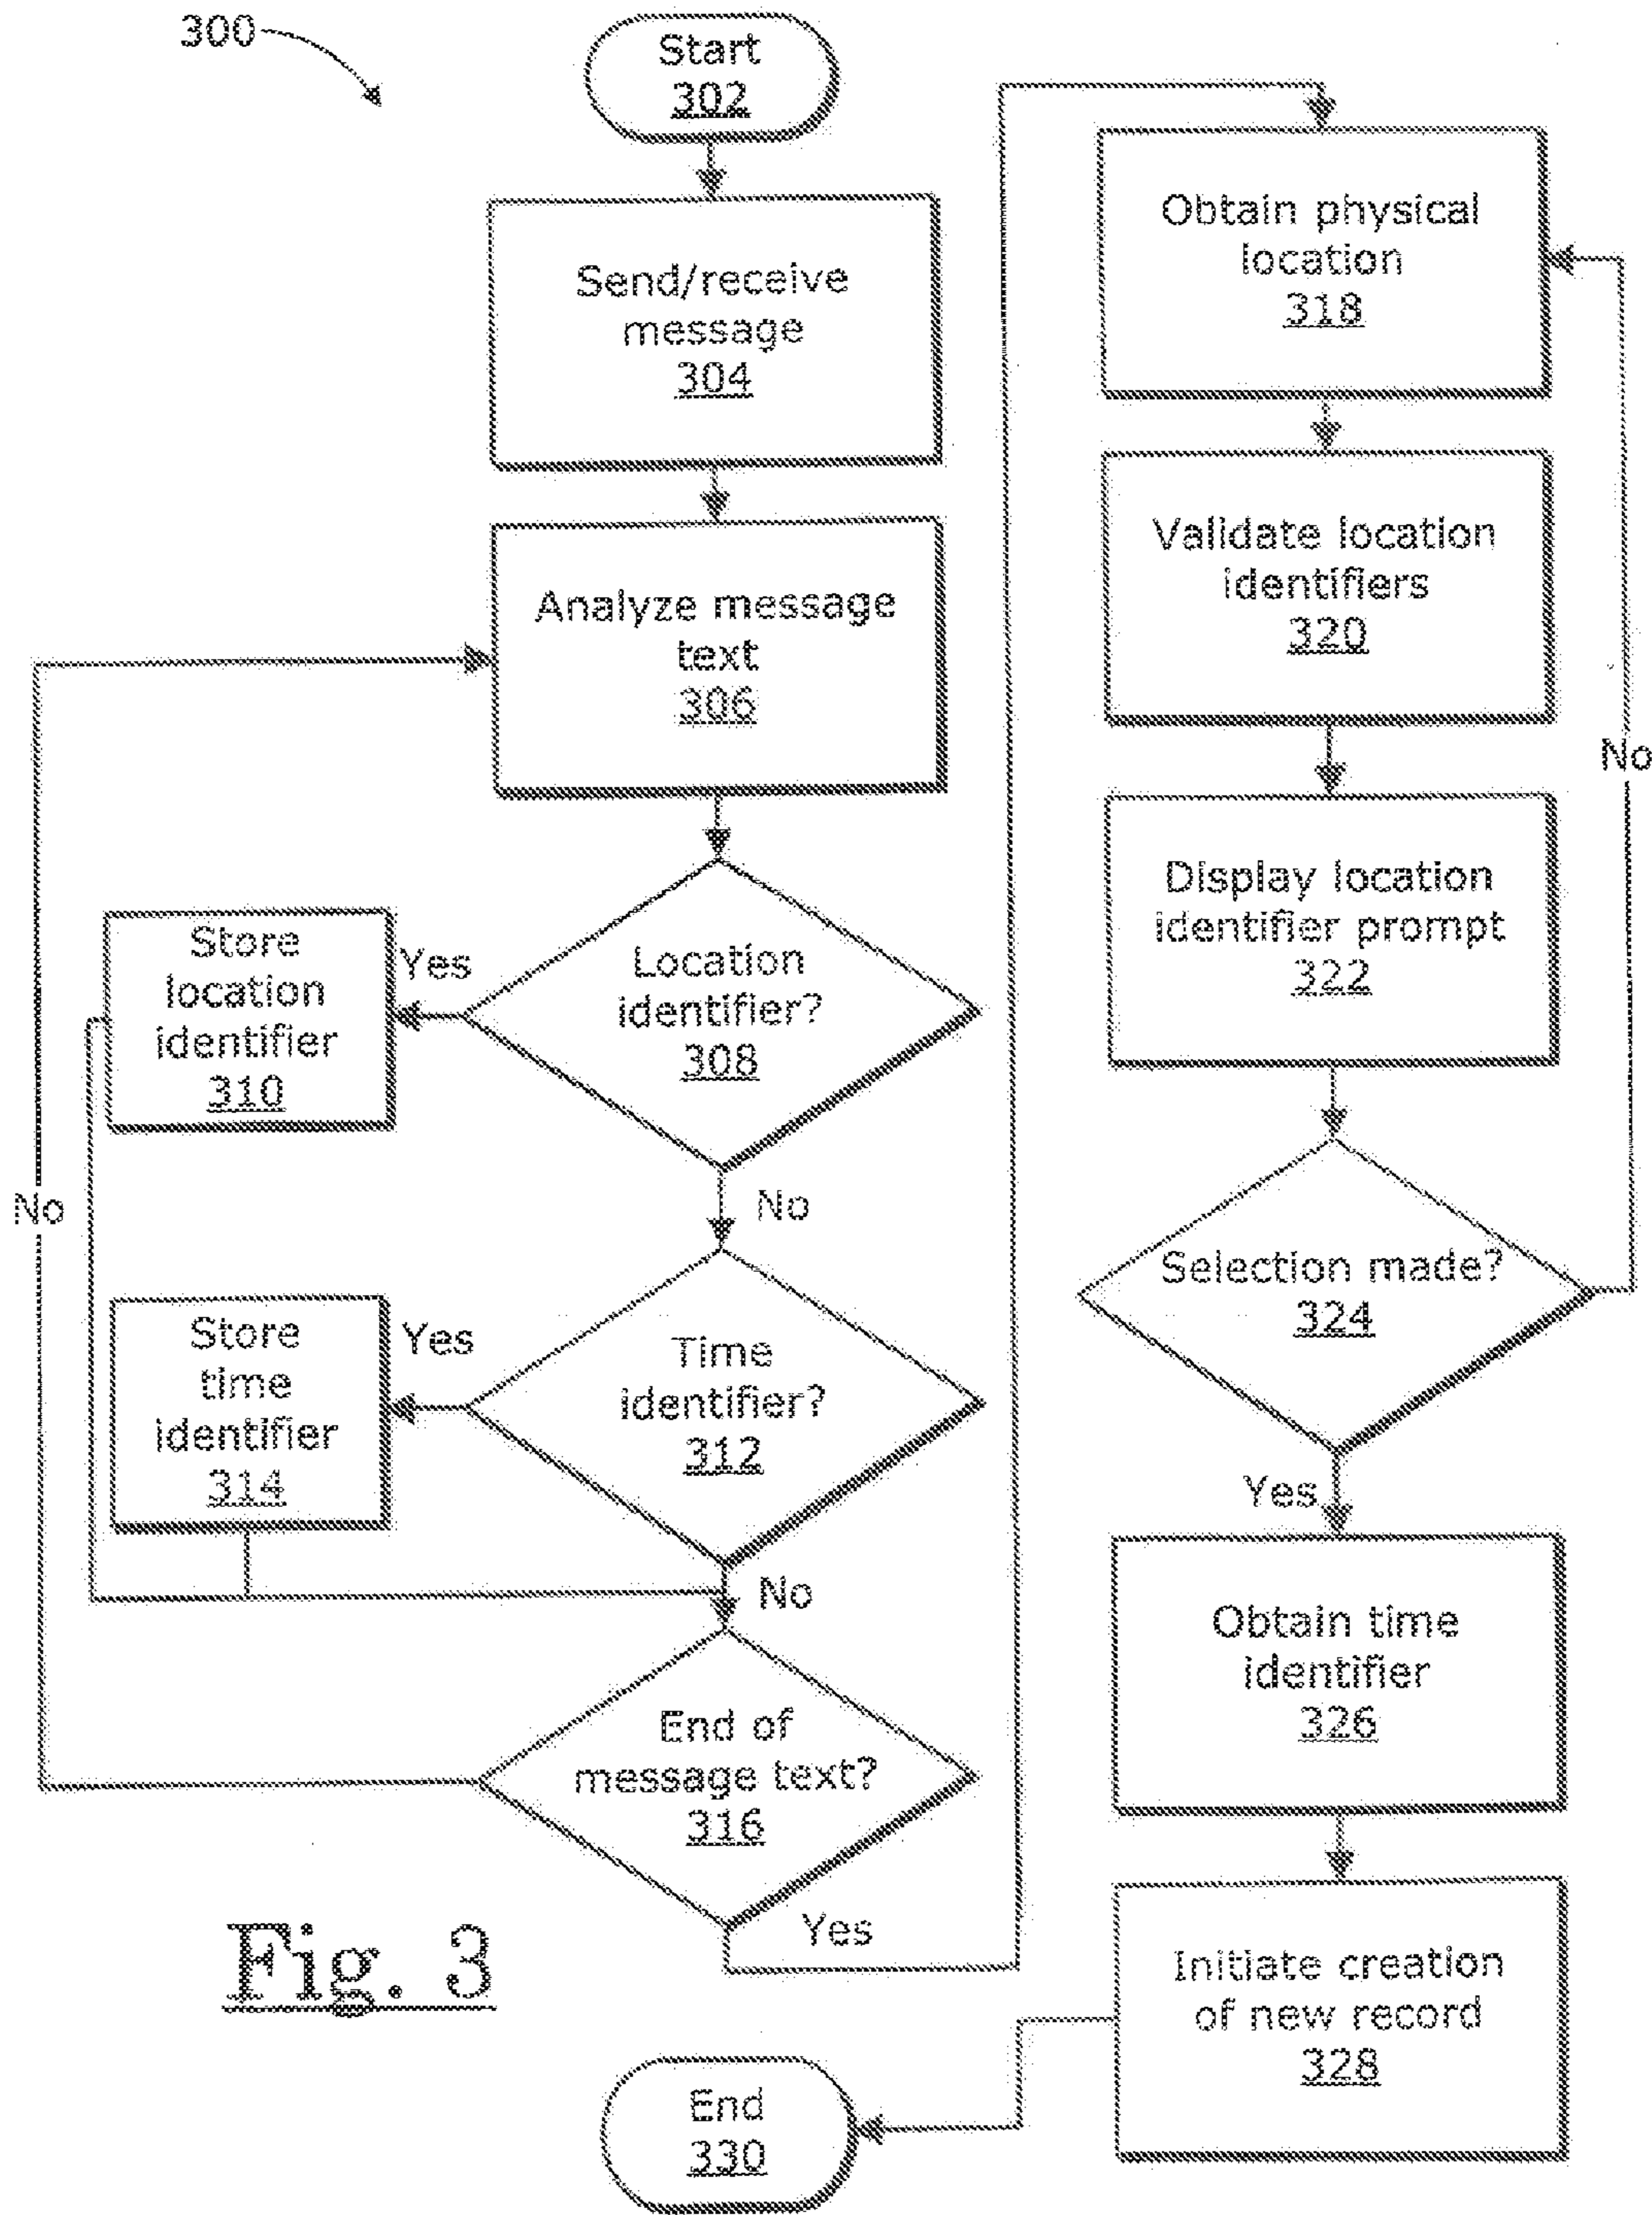 300
Start
302
Send/receive
message
304
Analyze message
text
306
Location
identifier?
308
Yes
Store
location
identifier
310
No
Time
identifier?
312
Yes
Store
time
identifier
314
No
End of
message text?
316
No
Yes
Obtain physical
location
318
Validate location
identifiers
320
Display location
identifier prompt
322
Selection made?
324
No
Yes
Obtain time
identifier
326
Initiate creation
of new record
328
End
330
Fig. 3